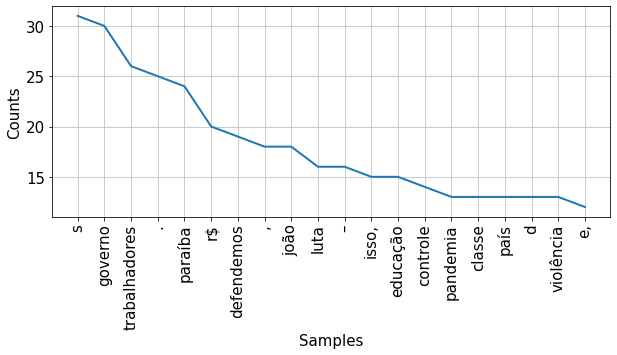 Counts
30
25
20
15
s
governo
trabalhadores
.
paraíba
r$
defendemos
,
joão
luta
–
isso,
educação
controle
pandemia
classe
país
d
violência
e,
Samples